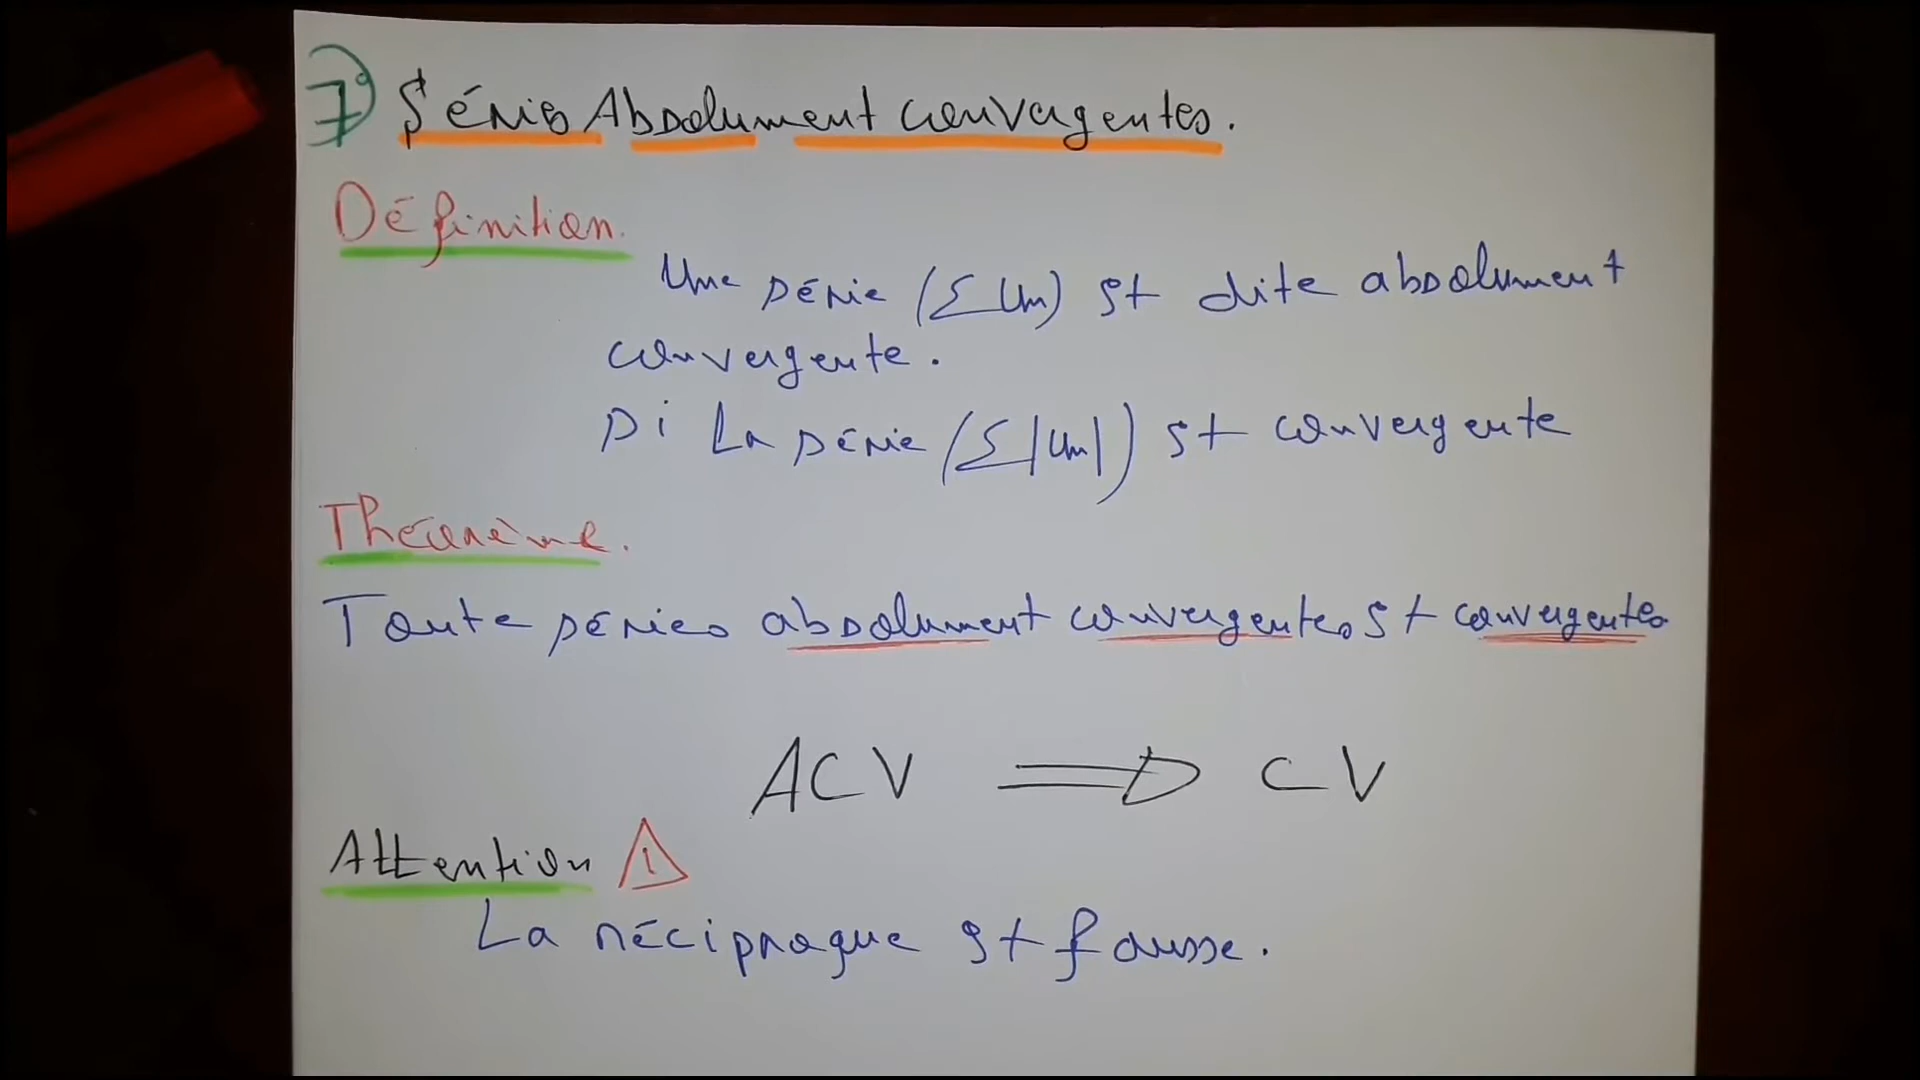 7° Séries Absolument convergentes.
Définition.
Une série (∑ Un) st dite absolument
convergente.
si La série (∑ |Un|) st convergente
Théorème.
Toute séries absolument convergentes st convergentes
ACV ⟹ CV
Attention ⚠
La réciproque st fausse.